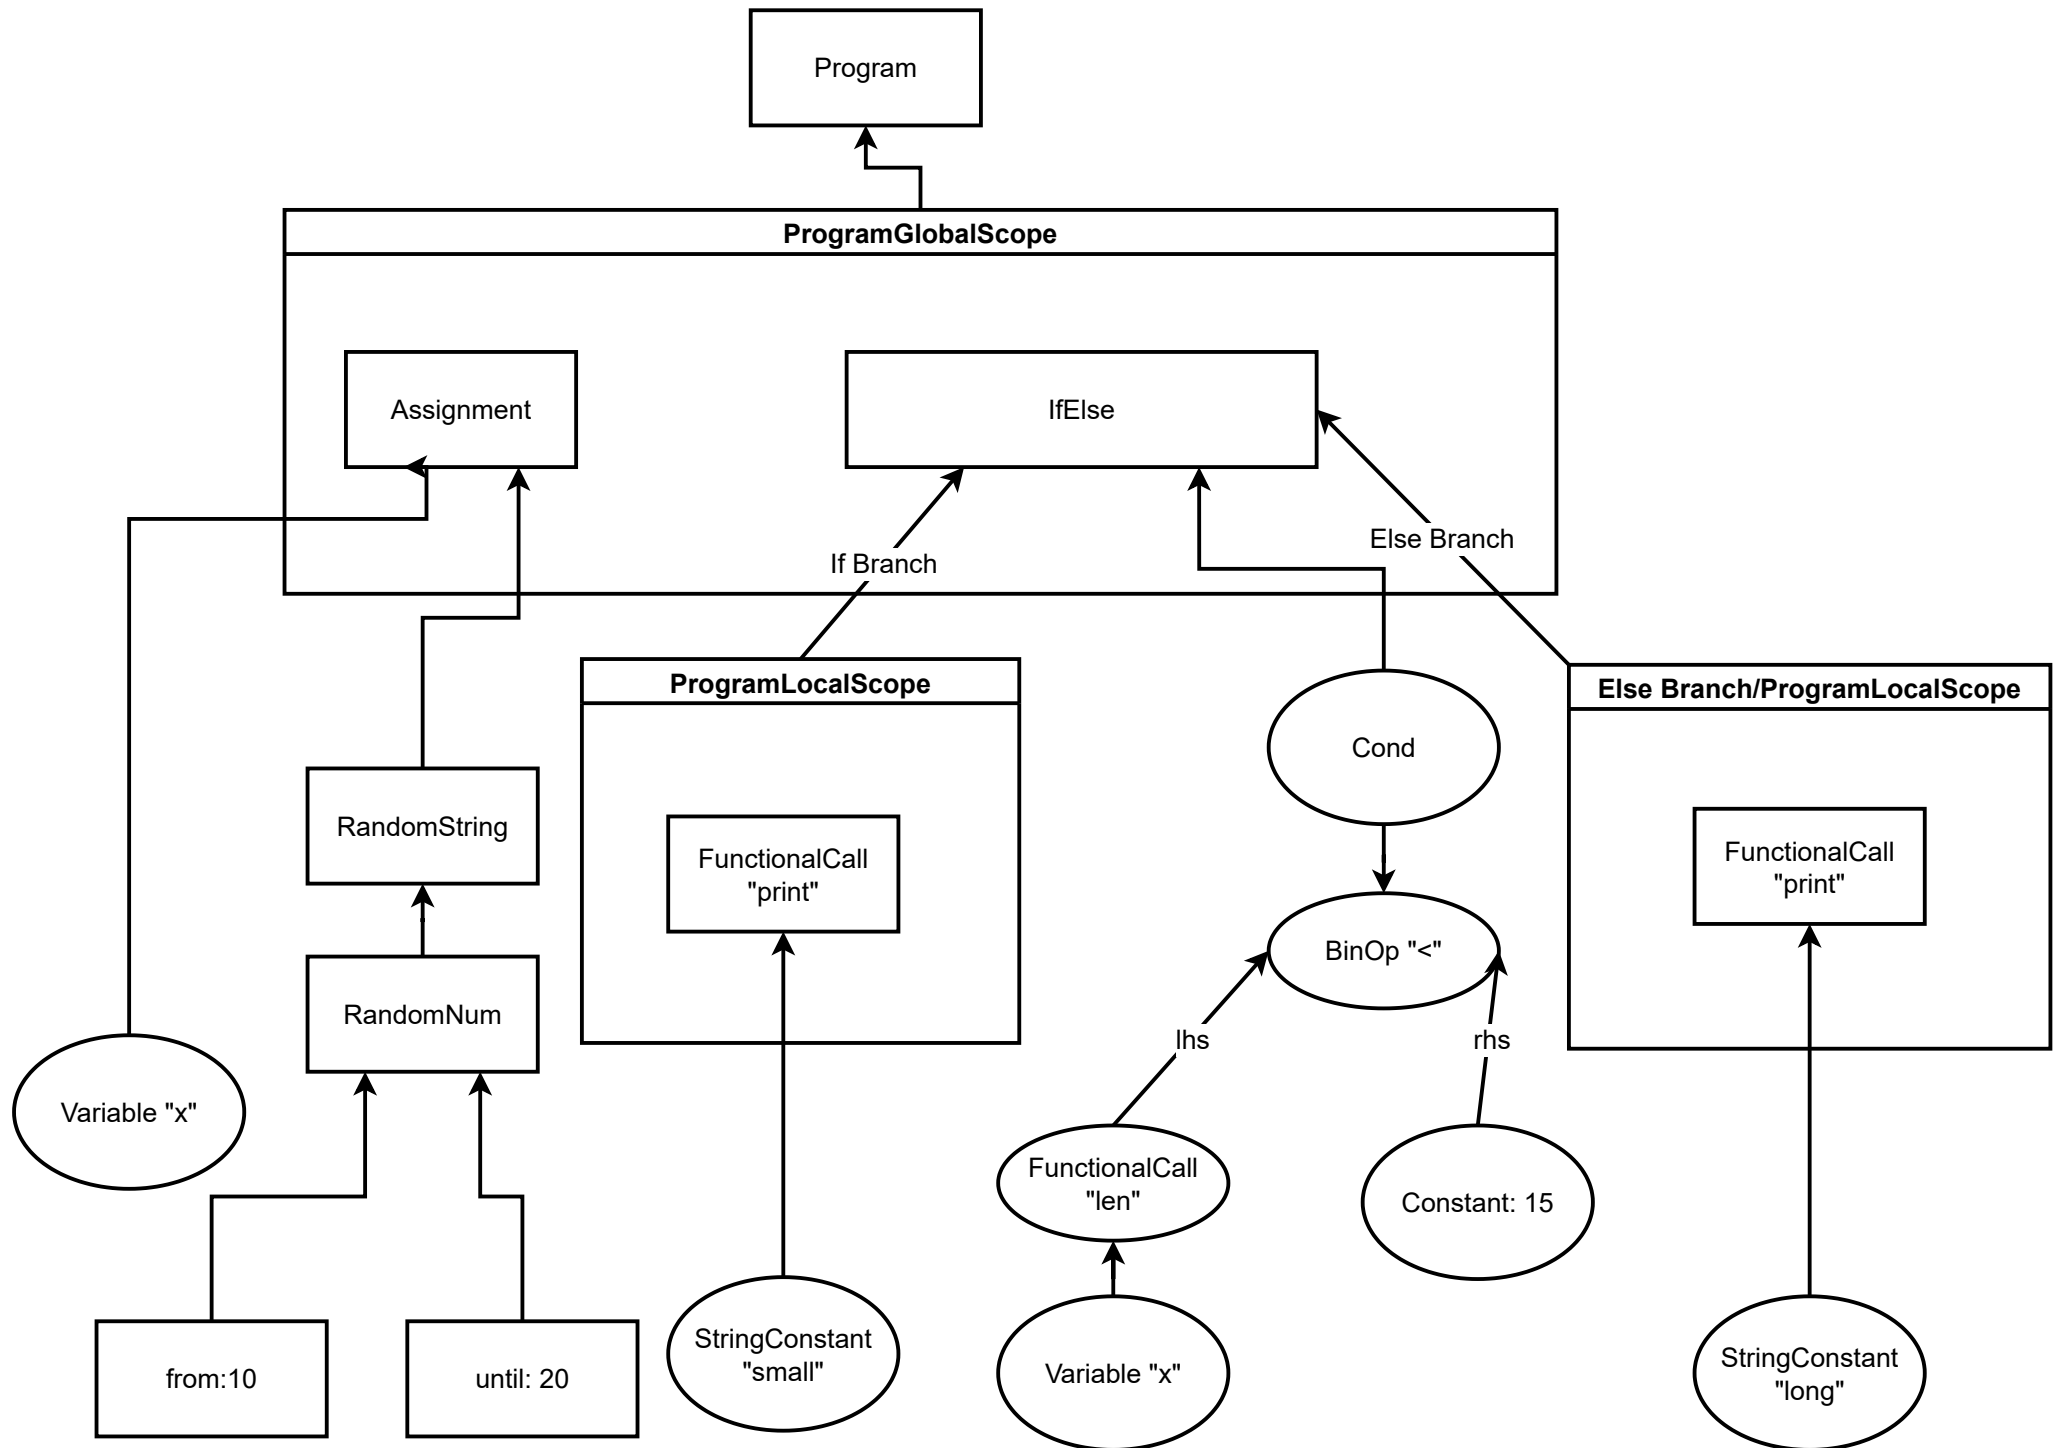 Program
ProgramGlobalScope
Assignment
IfElse
Else Branch
If Branch
ProgramLocalScope
Else Branch/ProgramLocalScope
Cond
RandomString
FunctionalCall
"print"
FunctionalCall
"print"
BinOp "<"
RandomNum
lhs
rhs
Variable "x"
FunctionalCall
"len"
Constant: 15
from:10
until: 20
StringConstant
"small"
Variable "x"
StringConstant
"long"